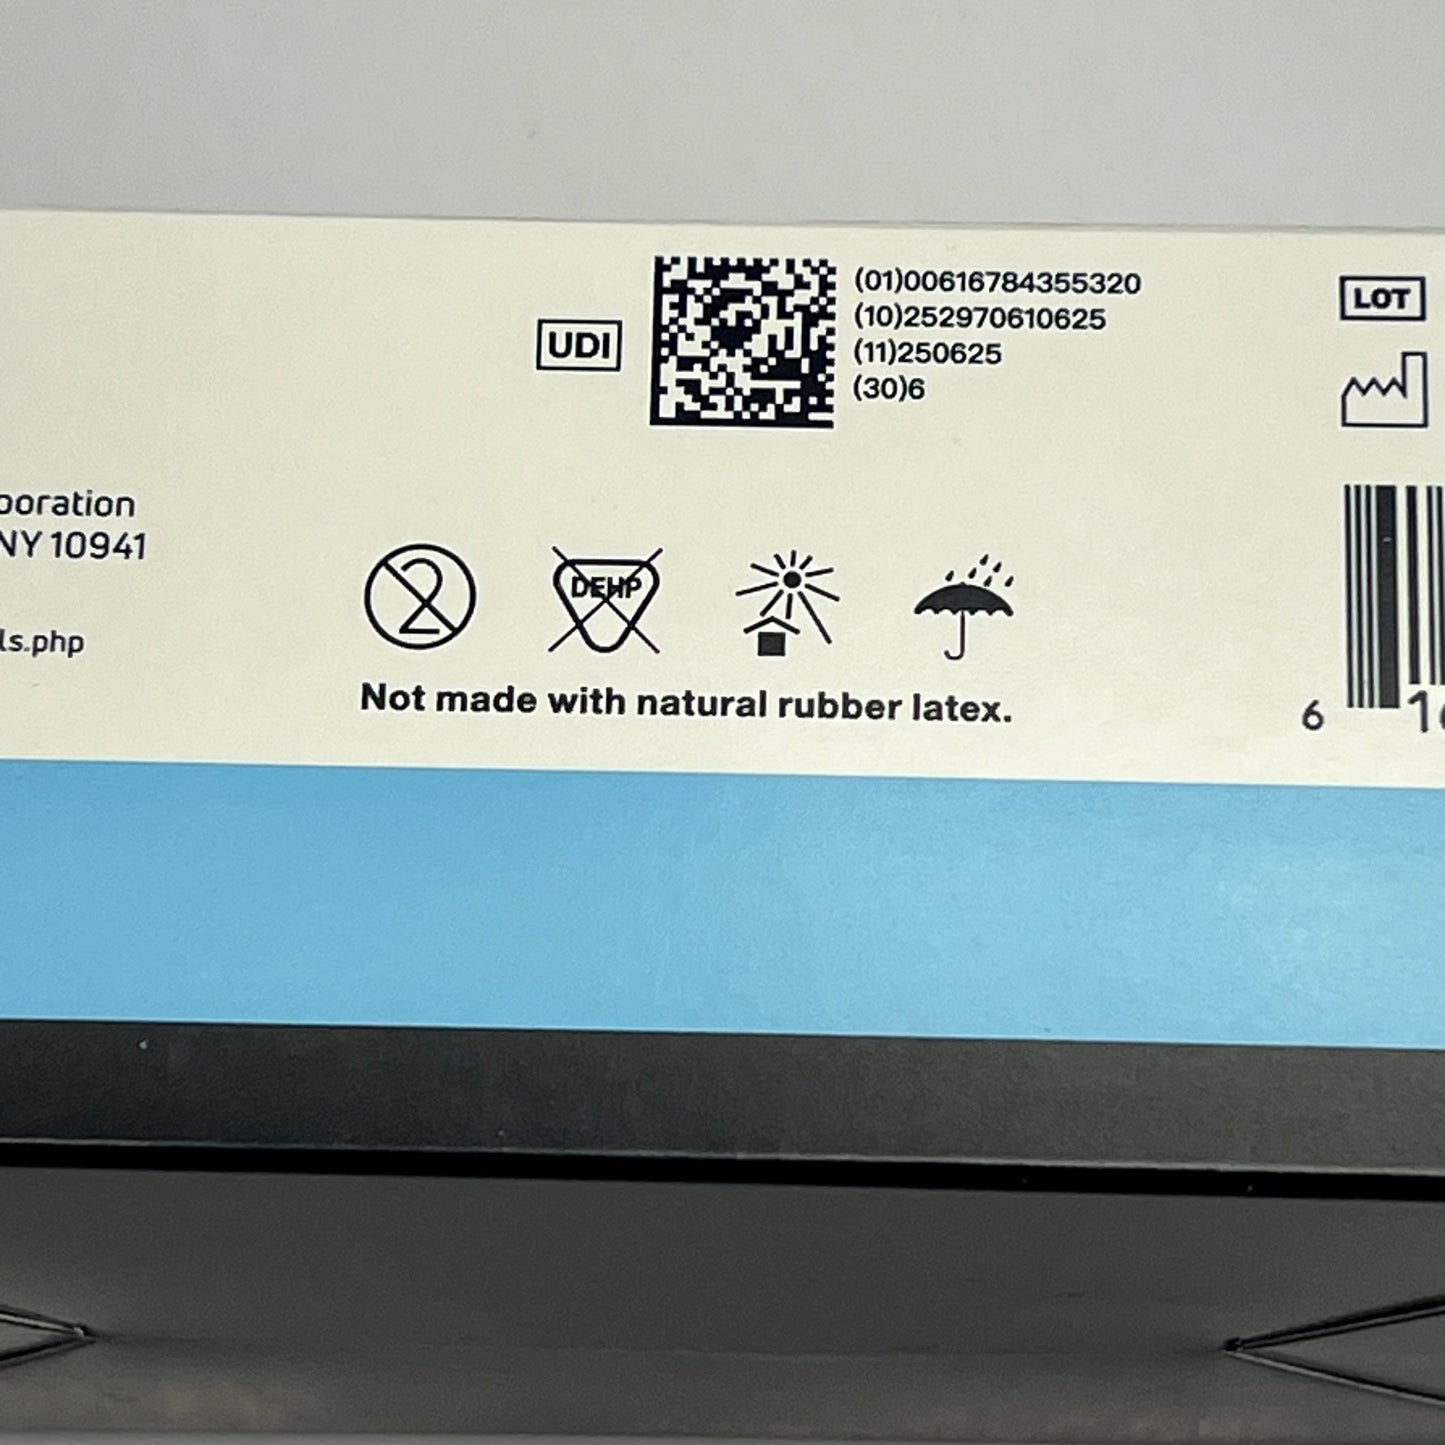 (01)00616784355320
(10)252970610625
(11)250625
(30)6
UDI
LOT
NY 10941
ls.php
2
DEHP
Not made with natural rubber latex.
6